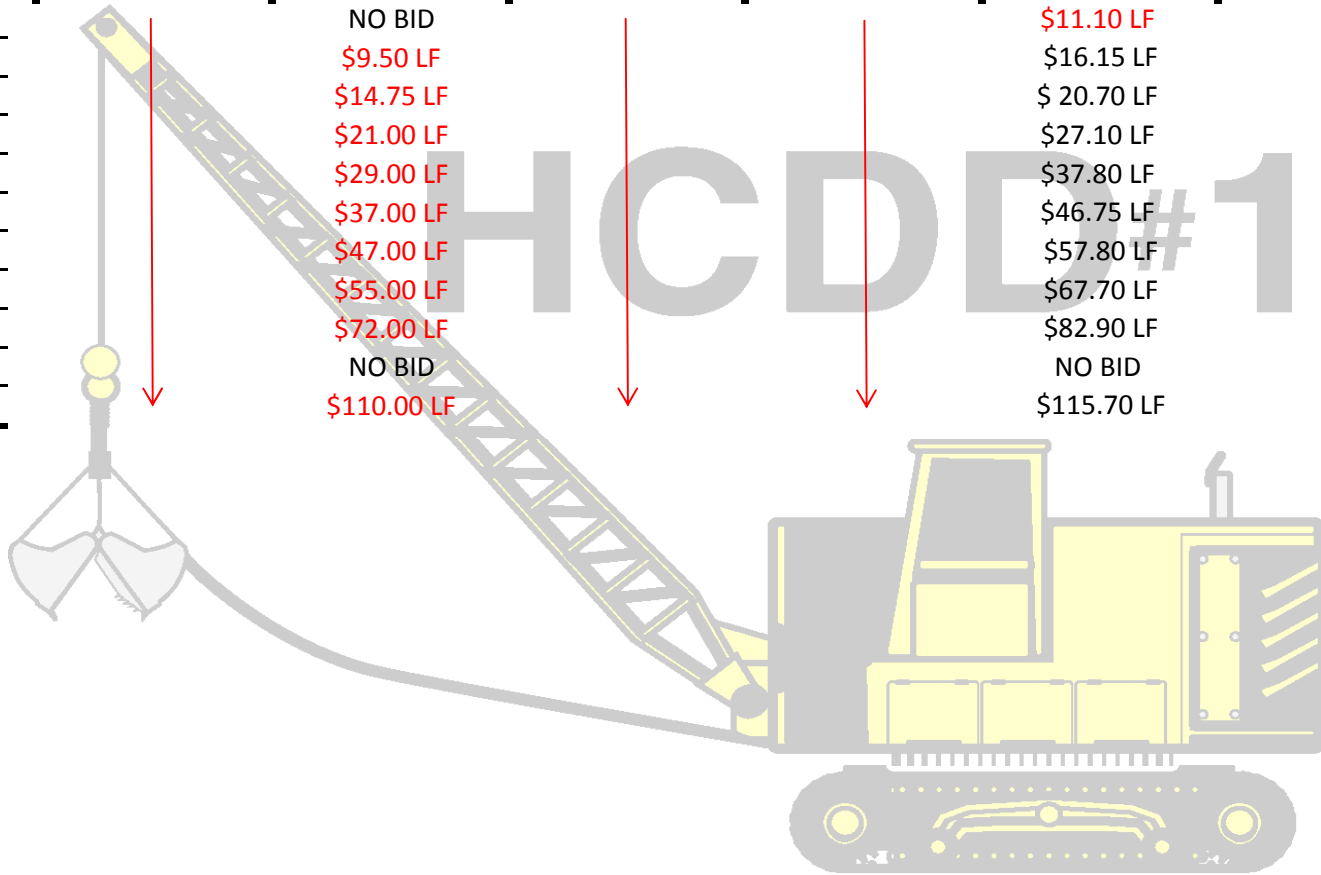 NO BID $11.10 LF
$9.50 LF $16.15 LF
$14.75 LF $ 20.70 LF
$21.00 LF $27.10 LF
$29.00 LF $37.80 LF
$37.00 LF $46.75 LF
$47.00 LF $57.80 LF
$55.00 LF $67.70 LF
$72.00 LF $82.90 LF
NO BID NO BID
$110.00 LF $115.70 LF
HCDD#1